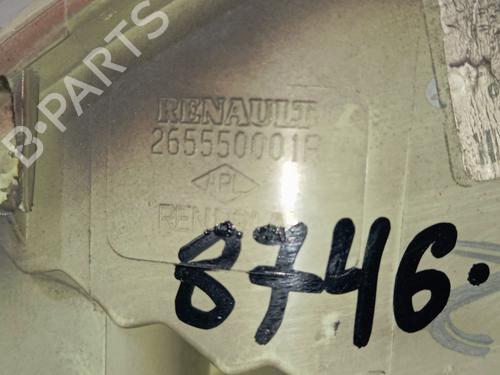 B-PARTS
RENAULT
265550001R
APL
8746.